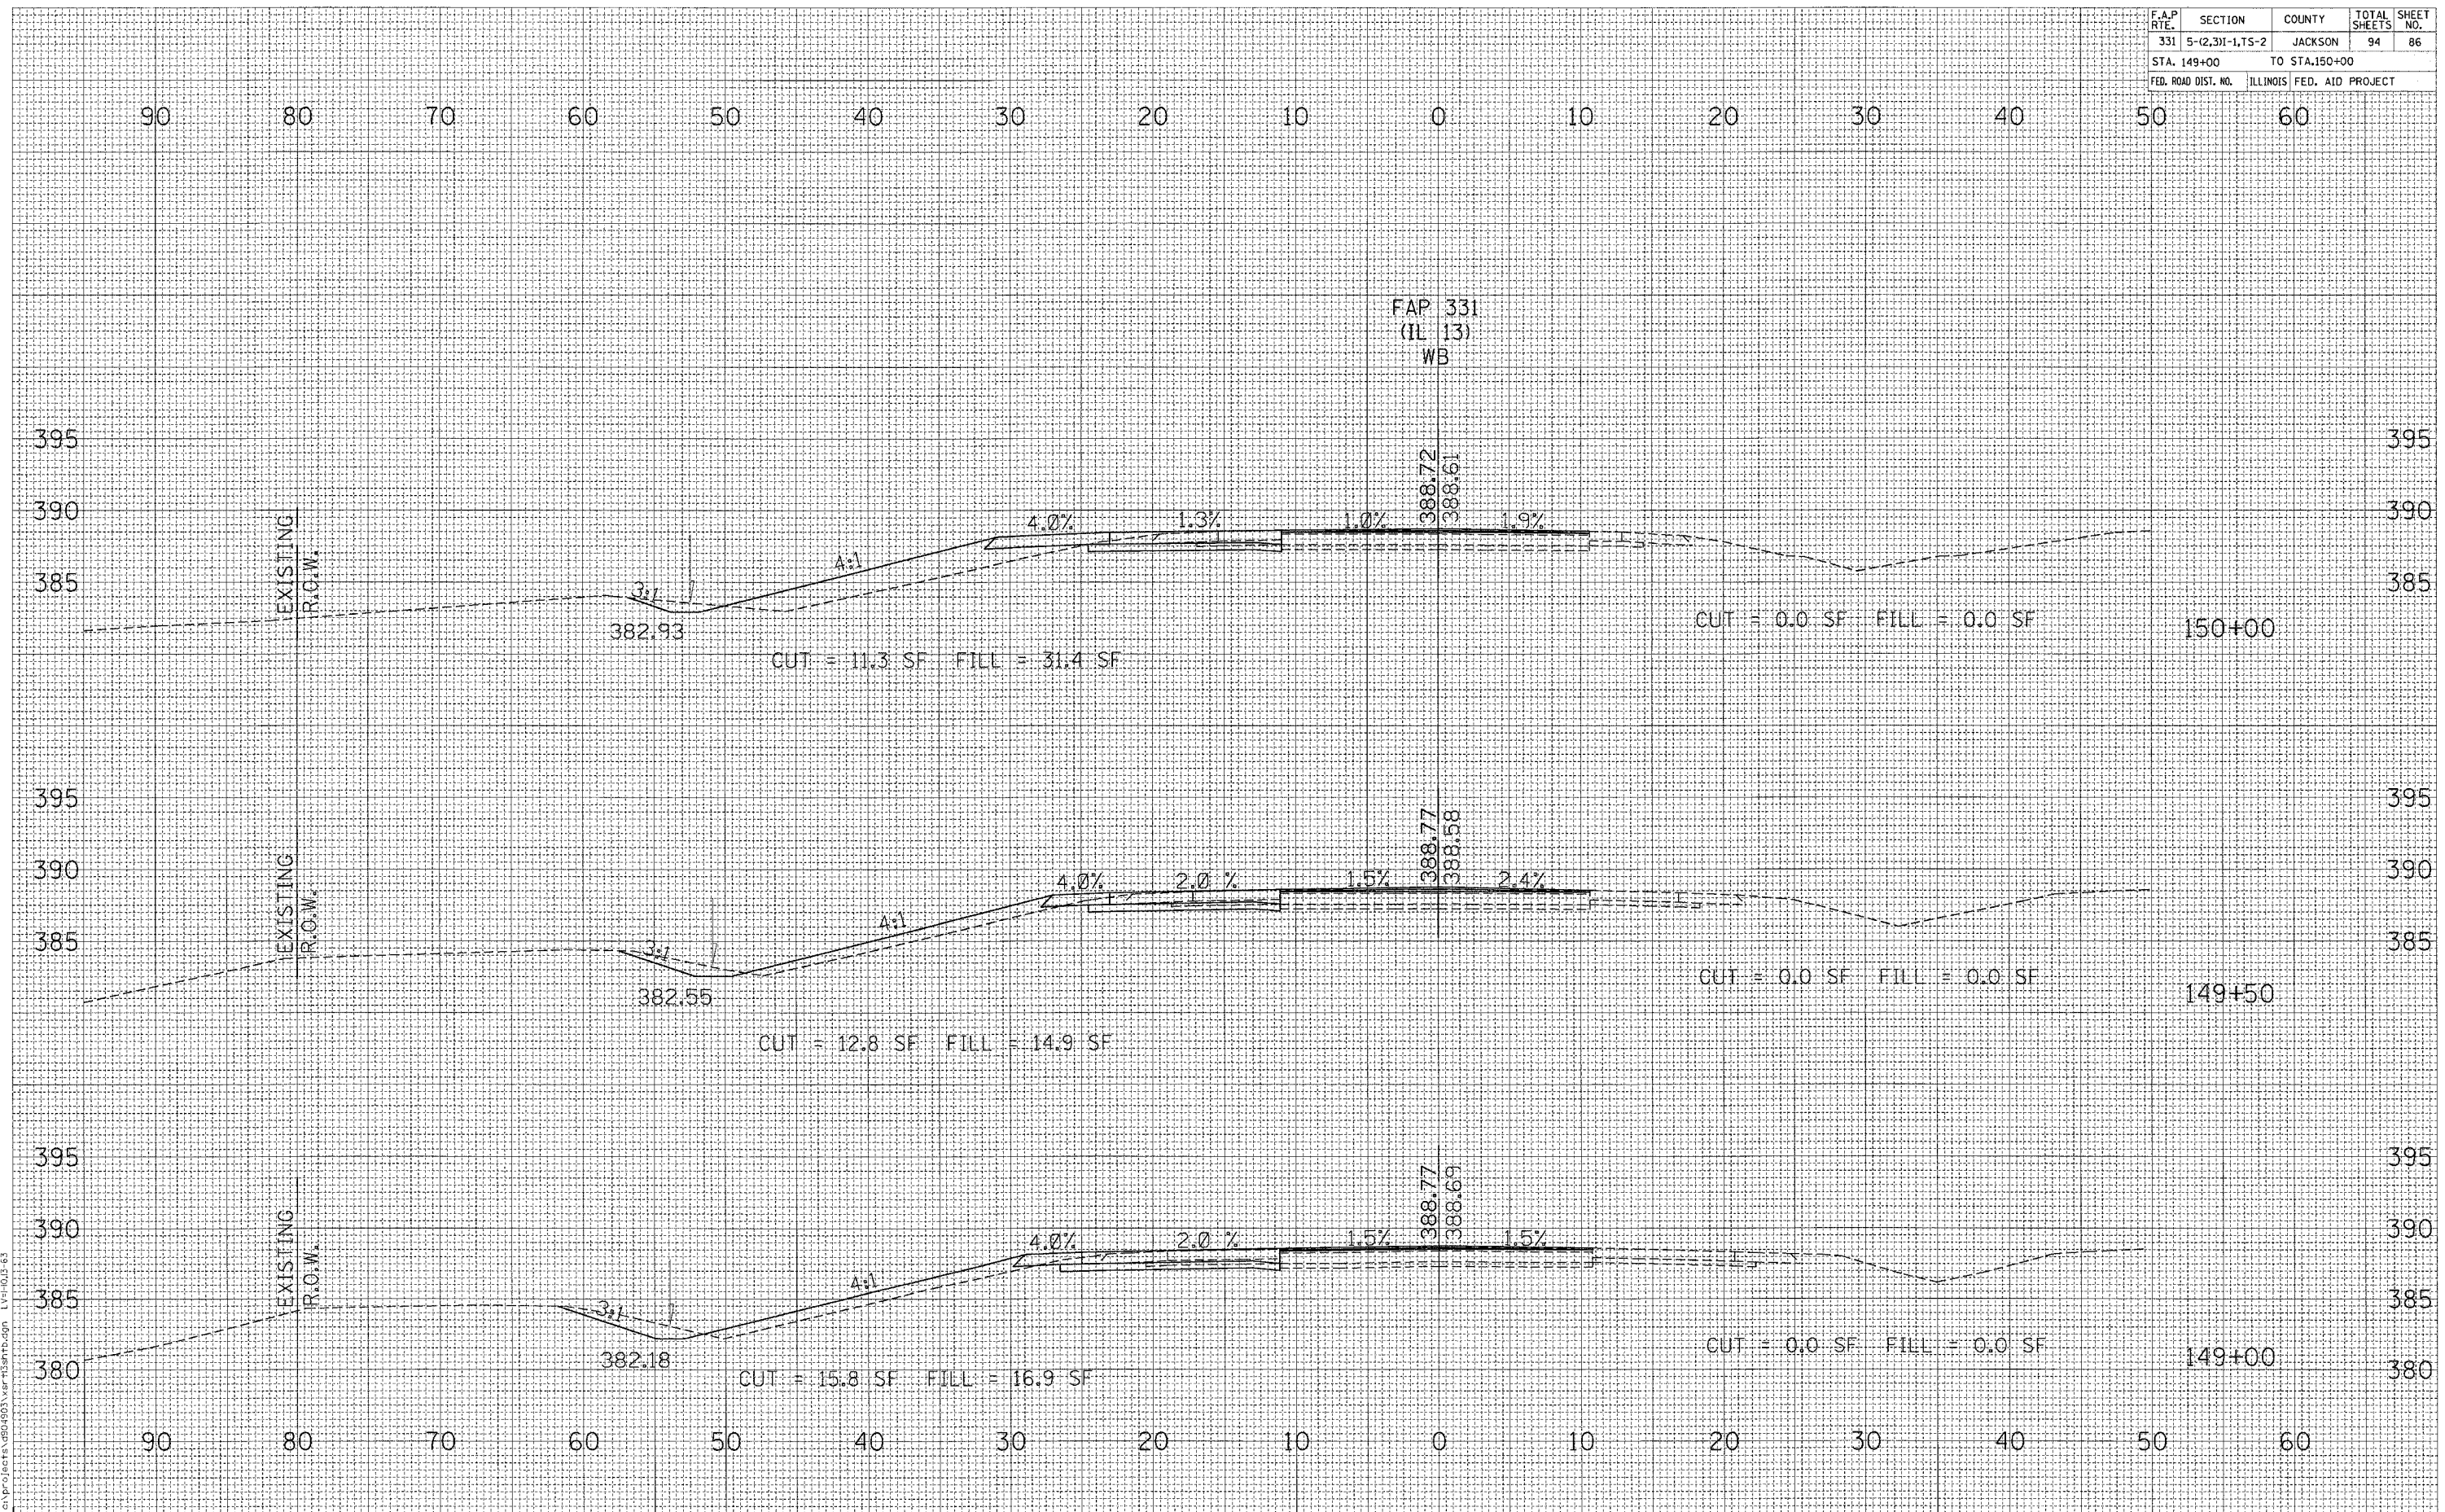 F.A.P RTE. SECTION COUNTY TOTAL SHEETS SHEET NO.
331 5-(2,3)I-1,TS-2 JACKSON 94 86
STA. 149+00 TO STA.150+00
FED. ROAD DIST. NO. ILLINOIS FED. AID PROJECT
90 80 70 60 50 40 30 20 10 0 10 20 30 40 50 60
FAP 331
(IL 13)
WB
395 395
388.72
388.61
390 390
EXISTING
R.O.W.
4.0% 1.3% 1.0% 1.9%
4:1
385 385
3:1
382.93
CUT = 0.0 SF FILL = 0.0 SF
150+00
CUT = 11.3 SF FILL = 31.4 SF
395 395
388.77
388.58
390 390
EXISTING
R.O.W.
4.0% 2.0 % 1.5% 2.4%
4:1
385 385
3:1
382.55
CUT = 0.0 SF FILL = 0.0 SF
149+50
CUT = 12.8 SF FILL = 14.9 SF
395 395
388.77
388.69
390 390
EXISTING
R.O.W.
4.0% 2.0 % 1.5% 1.5%
4:1
385 385
3:1
382.18
CUT = 0.0 SF FILL = 0.0 SF
149+00
380 380
CUT = 15.8 SF FILL = 16.9 SF
90 80 70 60 50 40 30 20 10 0 10 20 30 40 50 60